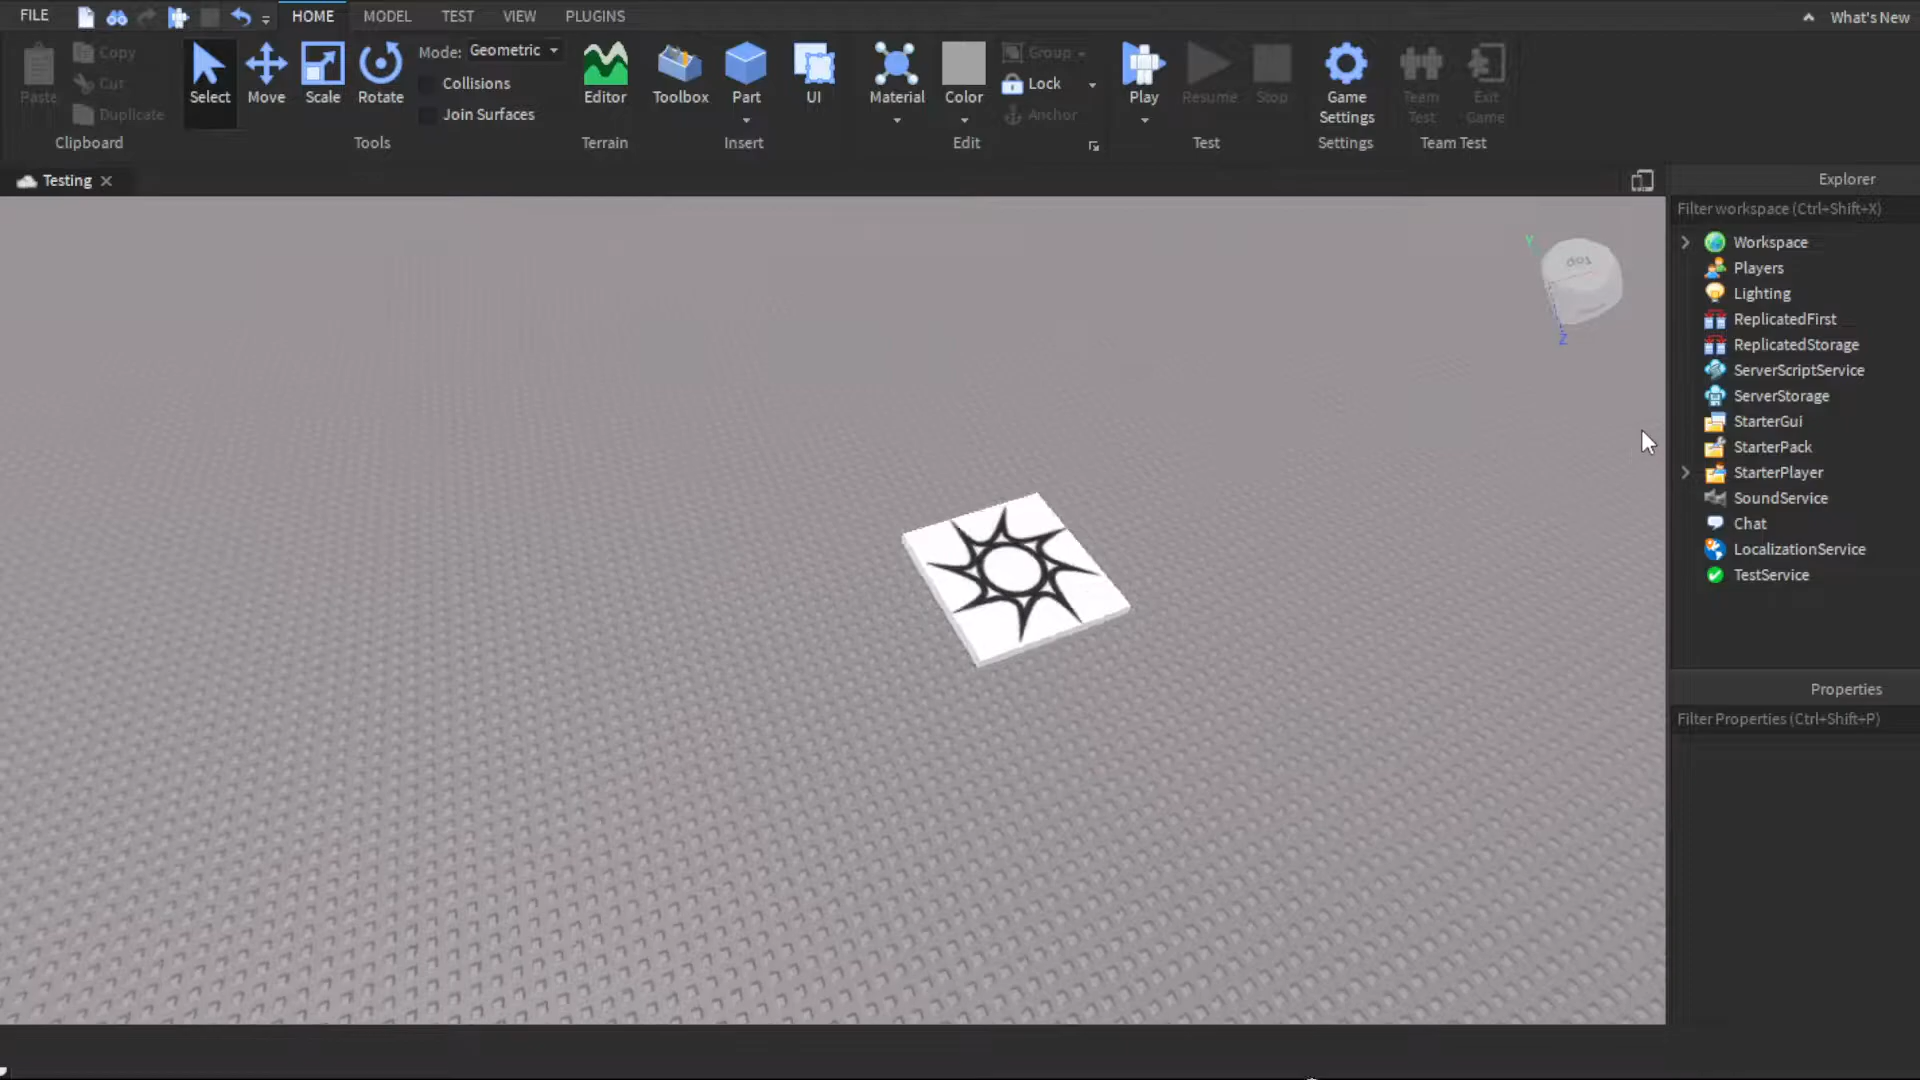 FILE HOME MODEL TEST VIEW PLUGINS What's New
Paste Copy Cut Duplicate
Clipboard
Select Move Scale Rotate
Mode: Geometric
Collisions
Join Surfaces
Tools
Editor
Terrain
Toolbox Part UI
Insert
Material Color
Group
Lock
Anchor
Edit
Play Resume Stop
Test
Game
Settings
Settings
Team
Test
Exit
Game
Team Test
Testing
Explorer
Filter workspace (Ctrl+Shift+X)
Workspace
Players
Lighting
ReplicatedFirst
ReplicatedStorage
ServerScriptService
ServerStorage
StarterGui
StarterPack
StarterPlayer
SoundService
Chat
LocalizationService
TestService
Y
Top
Z
Properties
Filter Properties (Ctrl+Shift+P)